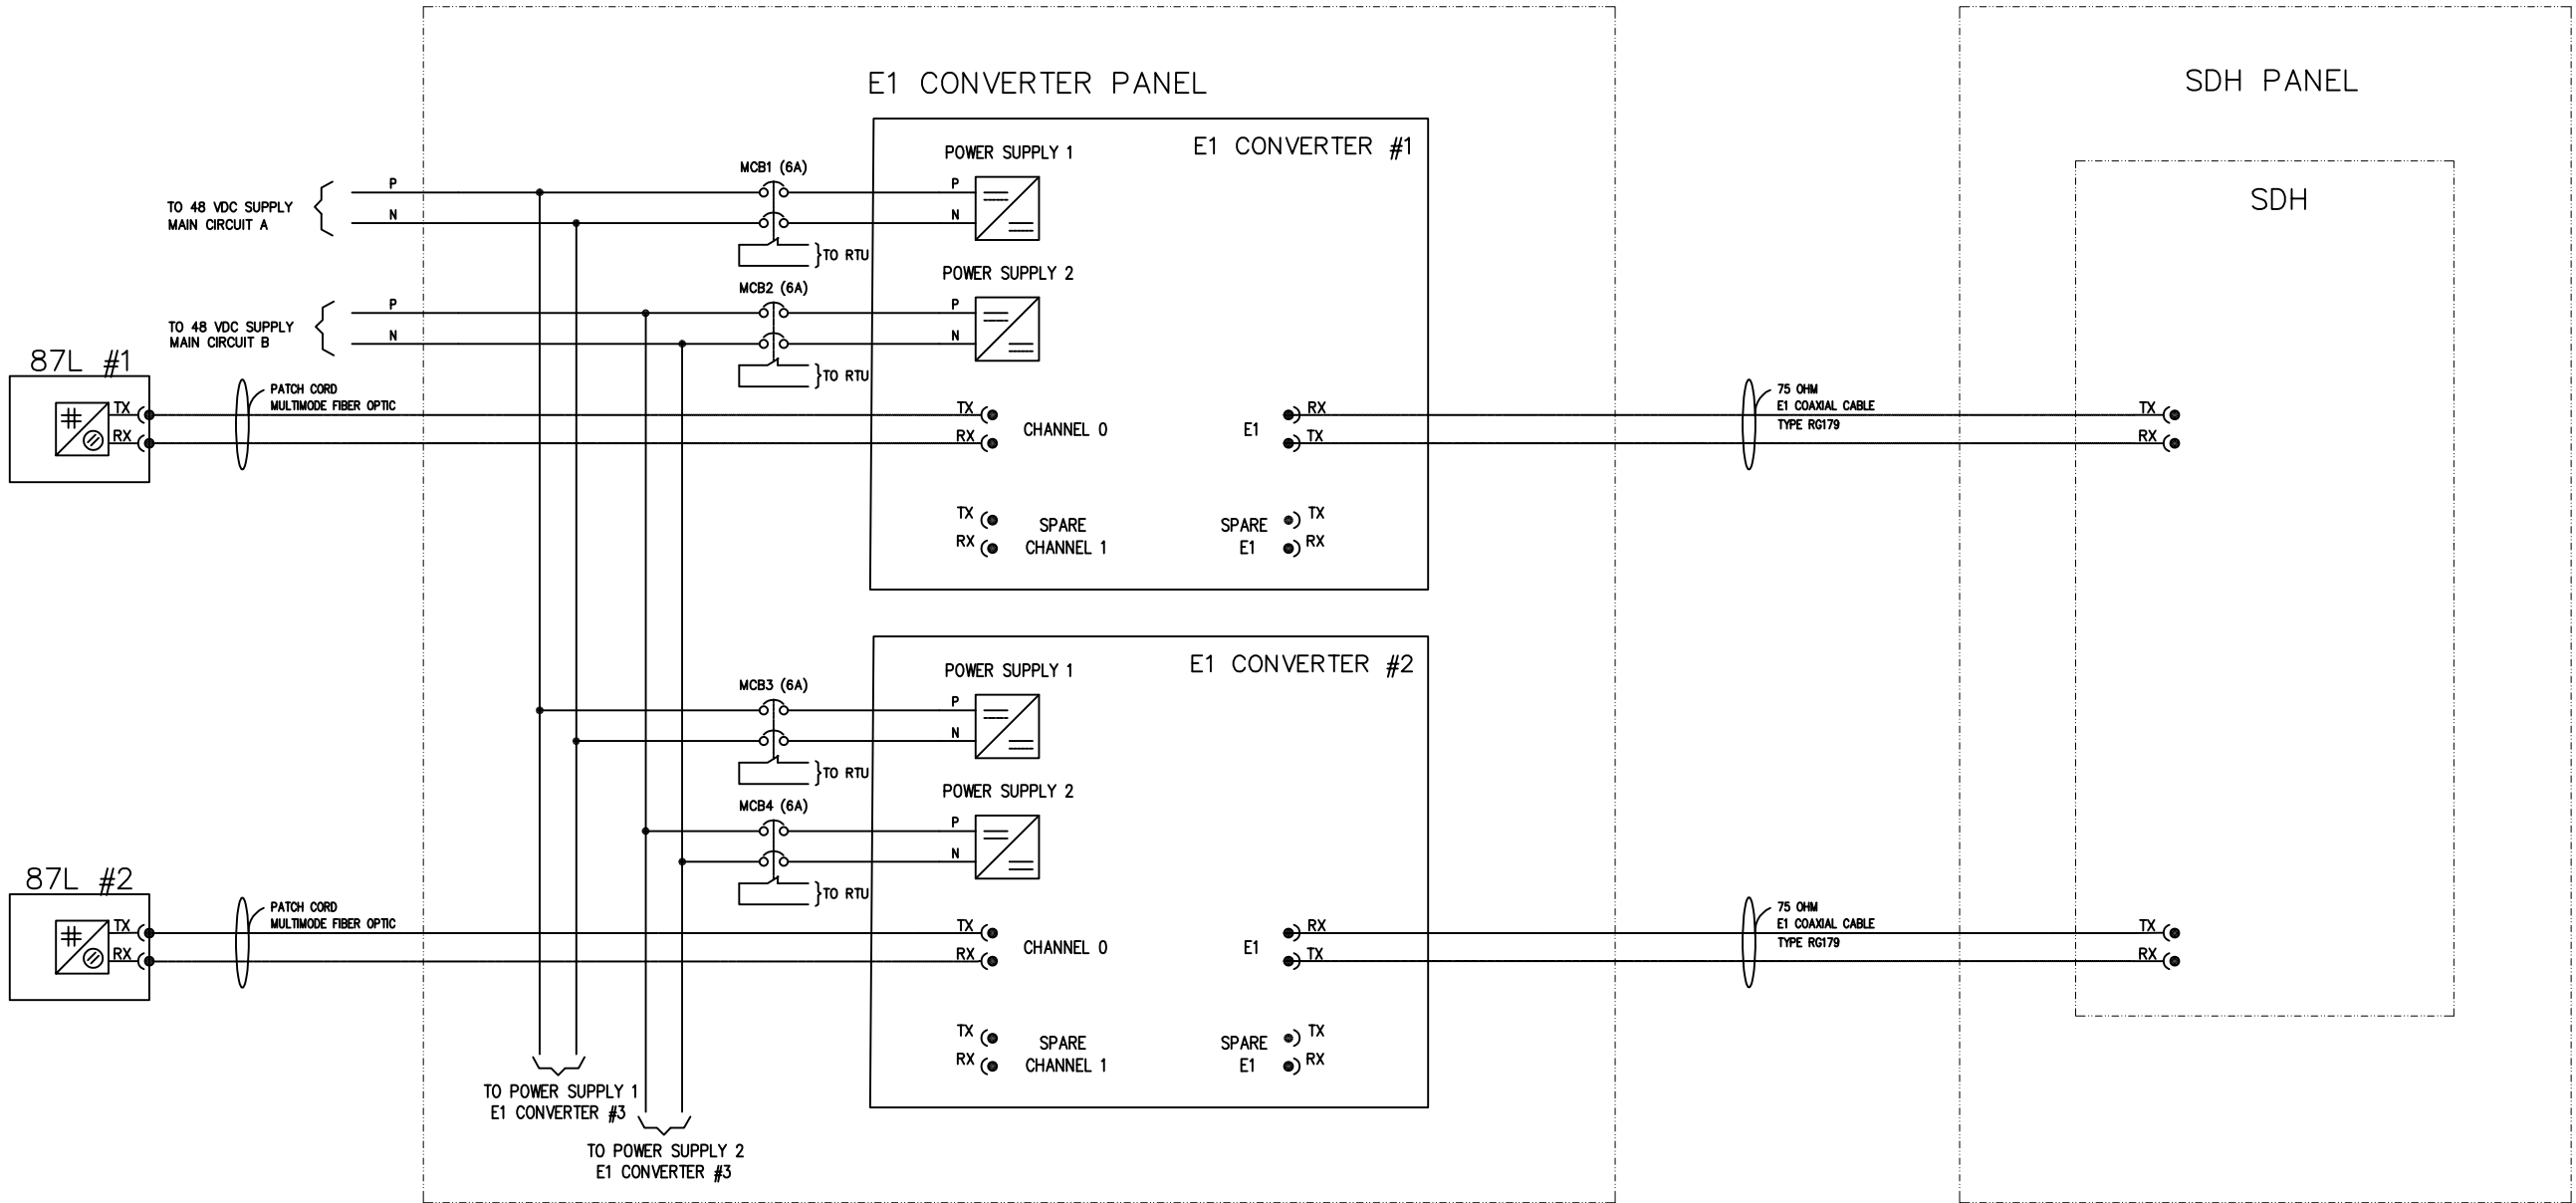 E1 CONVERTER PANEL
SDH PANEL
SDH
E1 CONVERTER #1
POWER SUPPLY 1
MCB1 (6A)
P
N
P
N
TO 48 VDC SUPPLY
MAIN CIRCUIT A
TO RTU
POWER SUPPLY 2
MCB2 (6A)
P
N
P
N
TO 48 VDC SUPPLY
MAIN CIRCUIT B
TO RTU
87L #1
TX
RX
PATCH CORD
MULTIMODE FIBER OPTIC
TX
RX
CHANNEL 0
E1
RX
TX
75 OHM
E1 COAXIAL CABLE
TYPE RG179
TX
RX
TX
RX
SPARE
CHANNEL 1
SPARE
E1
TX
RX
E1 CONVERTER #2
POWER SUPPLY 1
MCB3 (6A)
P
N
TO RTU
POWER SUPPLY 2
MCB4 (6A)
P
N
TO RTU
87L #2
TX
RX
PATCH CORD
MULTIMODE FIBER OPTIC
TX
RX
CHANNEL 0
E1
RX
TX
75 OHM
E1 COAXIAL CABLE
TYPE RG179
TX
RX
TX
RX
SPARE
CHANNEL 1
SPARE
E1
TX
RX
TO POWER SUPPLY 1
E1 CONVERTER #3
TO POWER SUPPLY 2
E1 CONVERTER #3